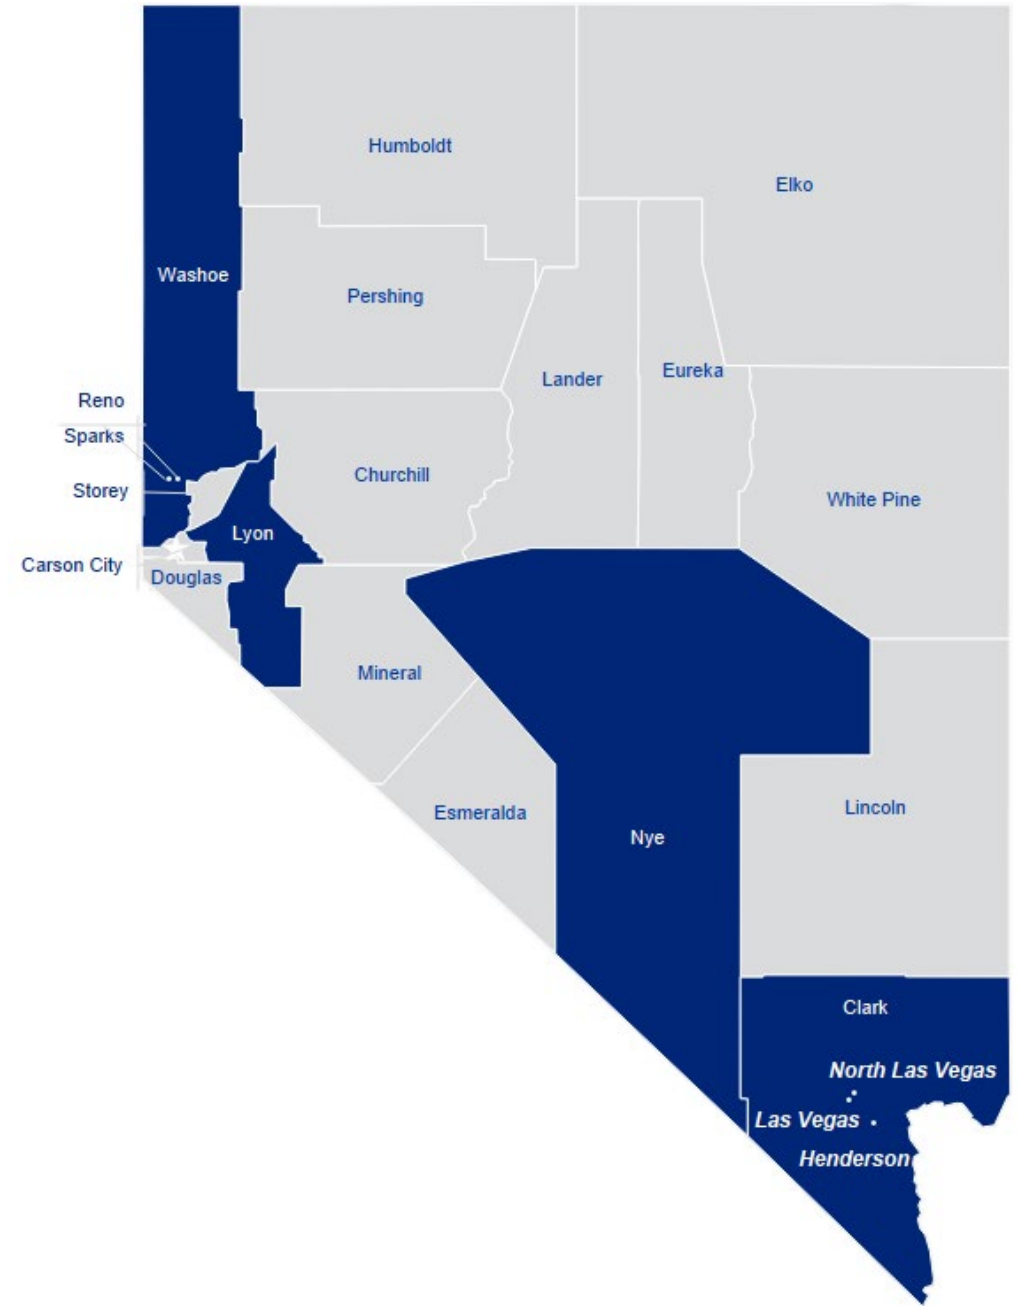 Humboldt
Elko
Washoe
Pershing
Eureka
Lander
Reno
Sparks
Churchill
Storey
White Pine
Lyon
Carson City
Douglas
Mineral
Lincoln
Esmeralda
Nye
Clark
North Las Vegas
Las Vegas
Henderson